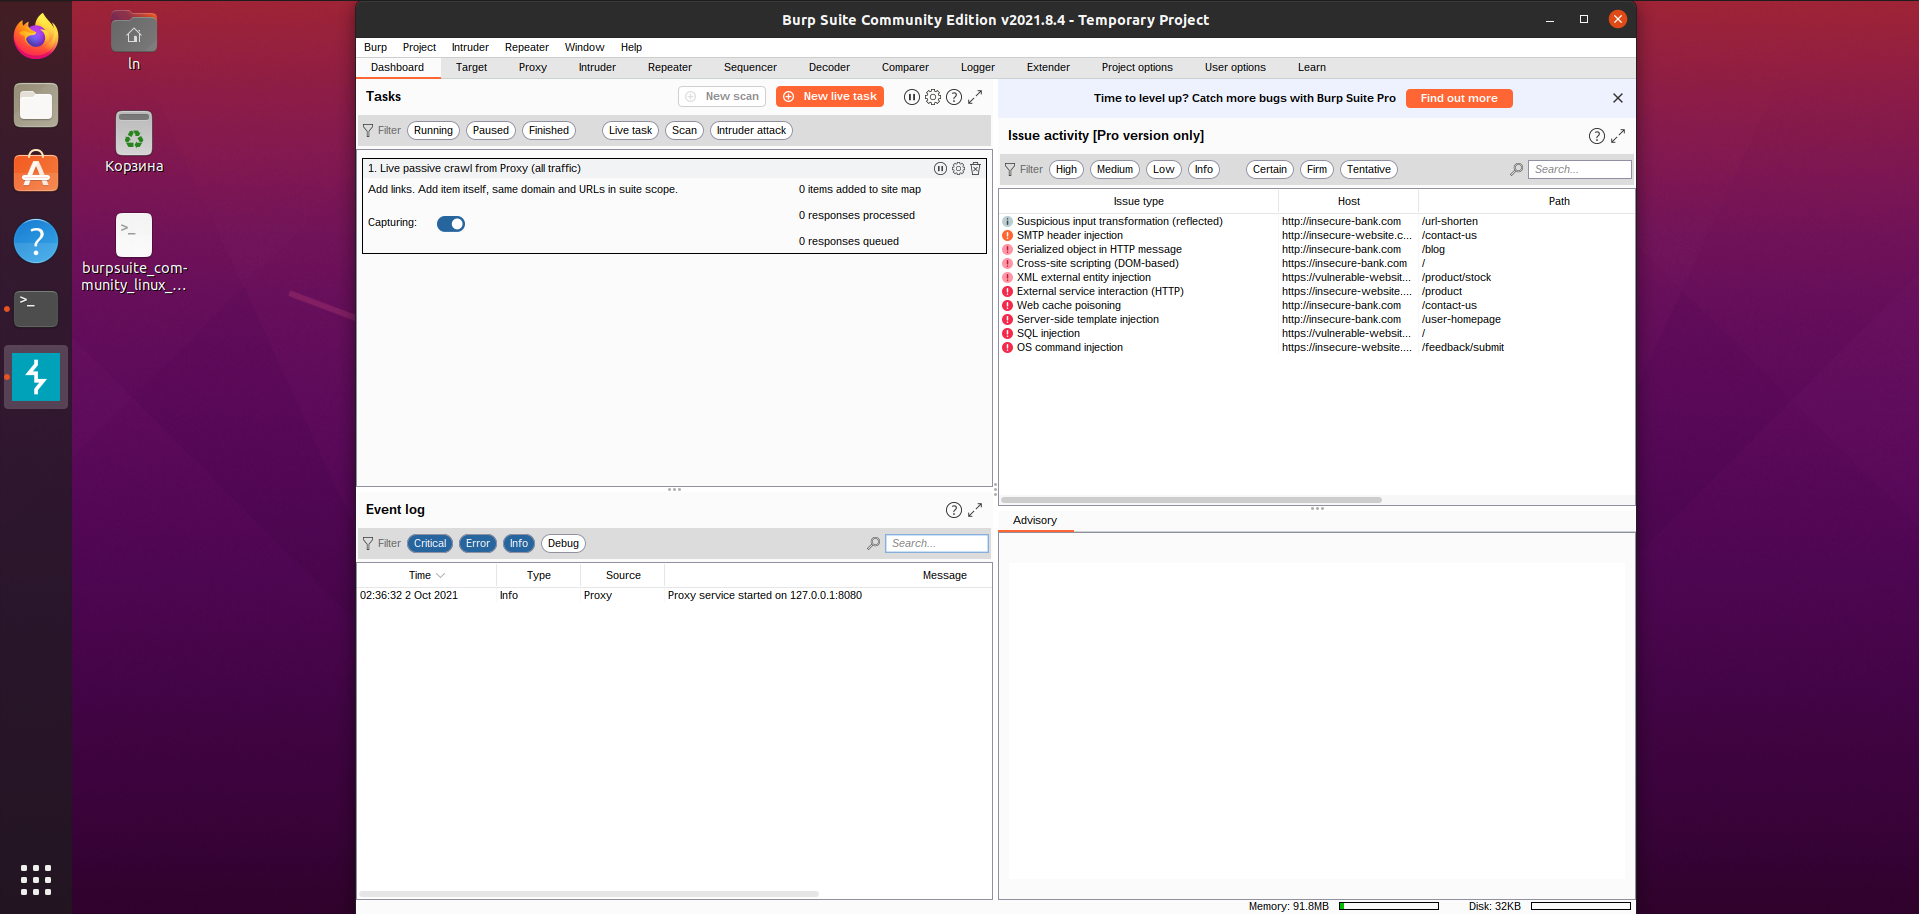 ln
Корзина
burpsuite_com-
munity_linux_...
Burp Suite Community Edition v2021.8.4 - Temporary Project
Burp Project Intruder Repeater Window Help
Dashboard Target Proxy Intruder Repeater Sequencer Decoder Comparer Logger Extender Project options User options Learn
Tasks
New scan
New live task
Filter Running Paused Finished Live task Scan Intruder attack
1. Live passive crawl from Proxy (all traffic)
Add links. Add item itself, same domain and URLs in suite scope.
0 items added to site map
0 responses processed
Capturing:
0 responses queued
Event log
Filter Critical Error Info Debug Search...
Time Type Source Message
02:36:32 2 Oct 2021 Info Proxy Proxy service started on 127.0.0.1:8080
Time to level up? Catch more bugs with Burp Suite Pro Find out more
Issue activity [Pro version only]
Filter High Medium Low Info Certain Firm Tentative Search...
Issue type Host Path
Suspicious input transformation (reflected) http://insecure-bank.com /url-shorten
SMTP header injection http://insecure-website.c... /contact-us
Serialized object in HTTP message http://insecure-bank.com /blog
Cross-site scripting (DOM-based) https://insecure-bank.com /
XML external entity injection https://vulnerable-websit... /product/stock
External service interaction (HTTP) https://insecure-website.... /product
Web cache poisoning http://insecure-bank.com /contact-us
Server-side template injection http://insecure-bank.com /user-homepage
SQL injection https://vulnerable-websit... /
OS command injection https://insecure-website.... /feedback/submit
Advisory
Memory: 91.8MB Disk: 32KB